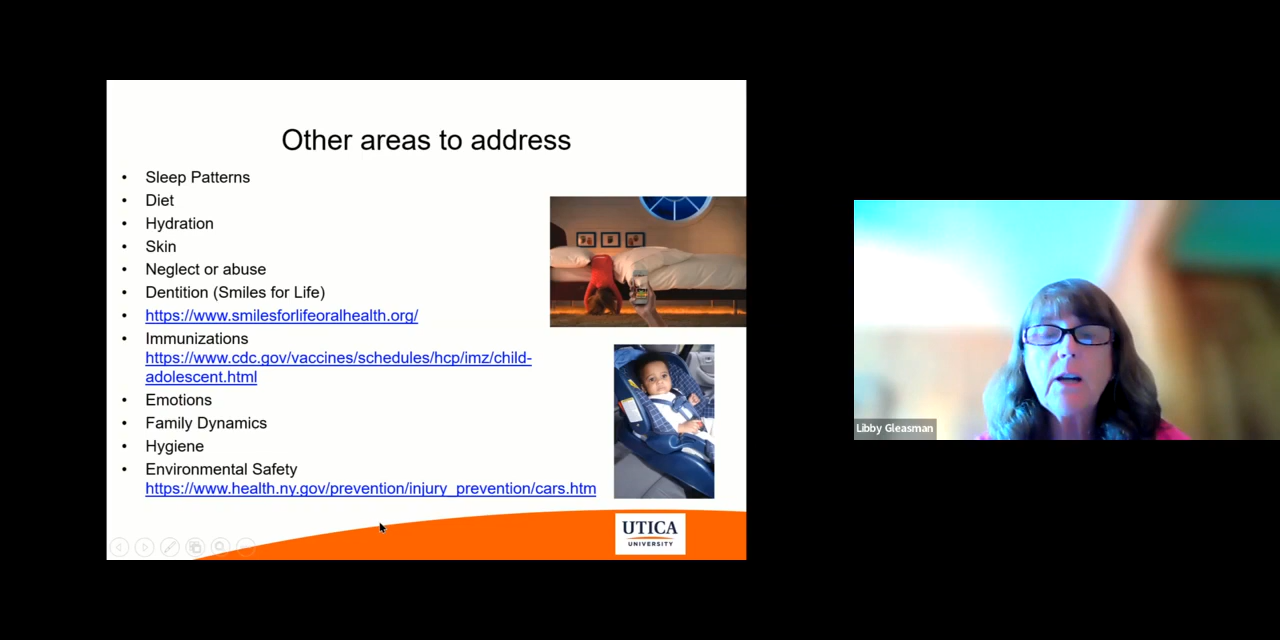 Other areas to address
• Sleep Patterns
• Diet
• Hydration
• Skin
• Neglect or abuse
• Dentition (Smiles for Life)
• https://www.smilesforlifeoralhealth.org/
• Immunizations
https://www.cdc.gov/vaccines/schedules/hcp/imz/child-
adolescent.html
• Emotions
• Family Dynamics
• Hygiene
• Environmental Safety
https://www.health.ny.gov/prevention/injury_prevention/cars.htm
UTICA
UNIVERSITY
Libby Gleasman